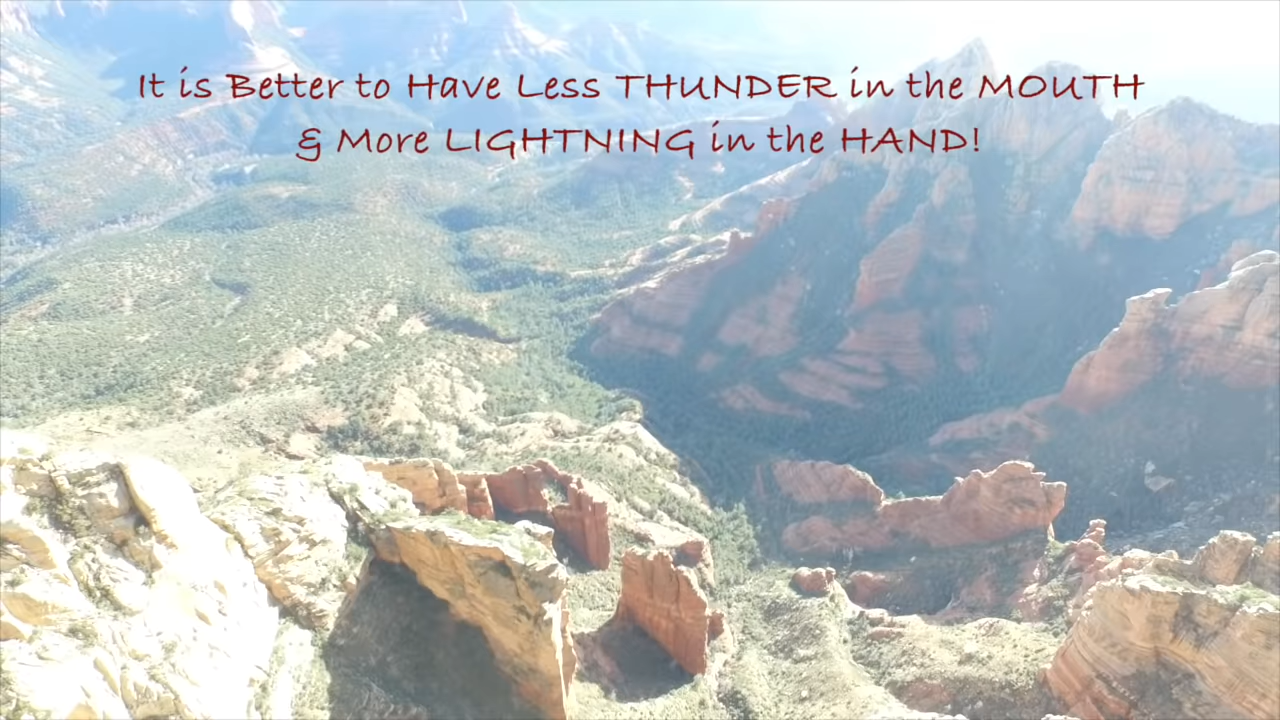 It is Better to Have Less THUNDER in the MOUTH
& More LIGHTNING in the HAND!